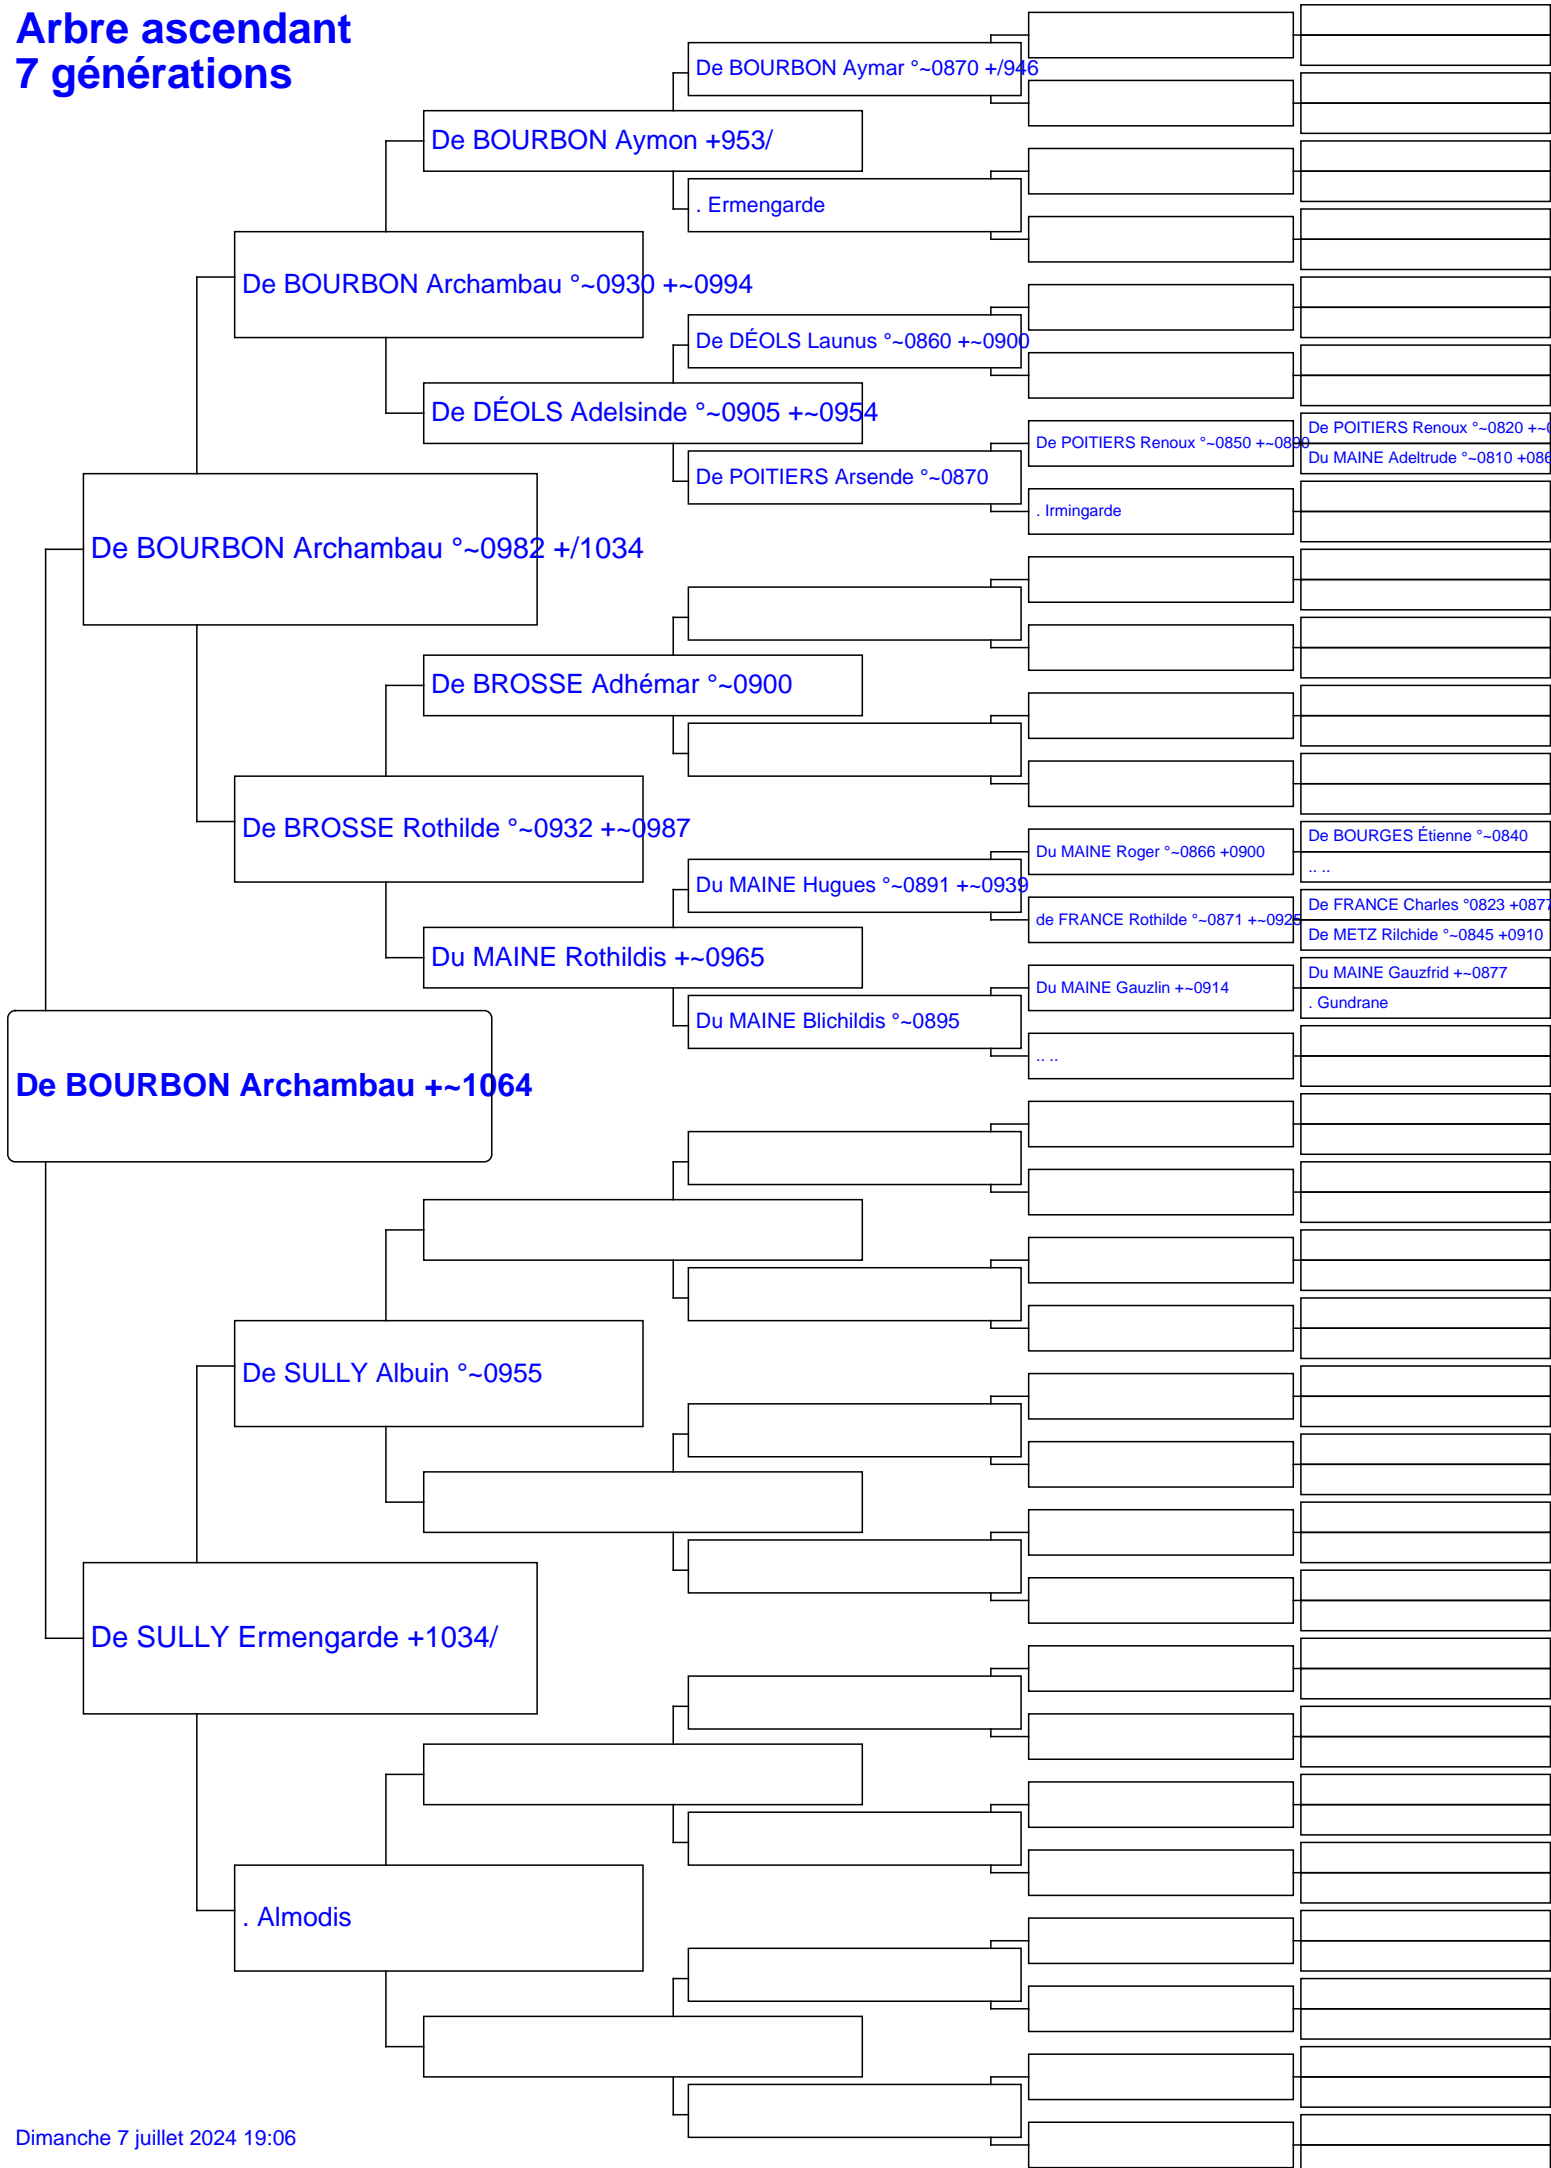 Arbre ascendant
7 générations
De BOURBON Aymar °~0870 +/946
De BOURBON Aymon +953/
. Ermengarde
De BOURBON Archambau °~0930 +~0994
De DÉOLS Launus °~0860 +~0900
De DÉOLS Adelsinde °~0905 +~0954
De POITIERS Renoux °~0820 +~0
De POITIERS Renoux °~0850 +~0890
Du MAINE Adeltrude °~0810 +086
De POITIERS Arsende °~0870
. Irmingarde
De BOURBON Archambau °~0982 +/1034
De BROSSE Adhémar °~0900
De BROSSE Rothilde °~0932 +~0987
De BOURGES Étienne °~0840
Du MAINE Roger °~0866 +0900
.. ..
Du MAINE Hugues °~0891 +~0939
De FRANCE Charles °0823 +0877
de FRANCE Rothilde °~0871 +~0925
De METZ Rilchide °~0845 +0910
Du MAINE Rothildis +~0965
Du MAINE Gauzfrid +~0877
Du MAINE Gauzlin +~0914
. Gundrane
Du MAINE Blichildis °~0895
.. ..
De BOURBON Archambau +~1064
De SULLY Albuin °~0955
De SULLY Ermengarde +1034/
. Almodis
Dimanche 7 juillet 2024 19:06